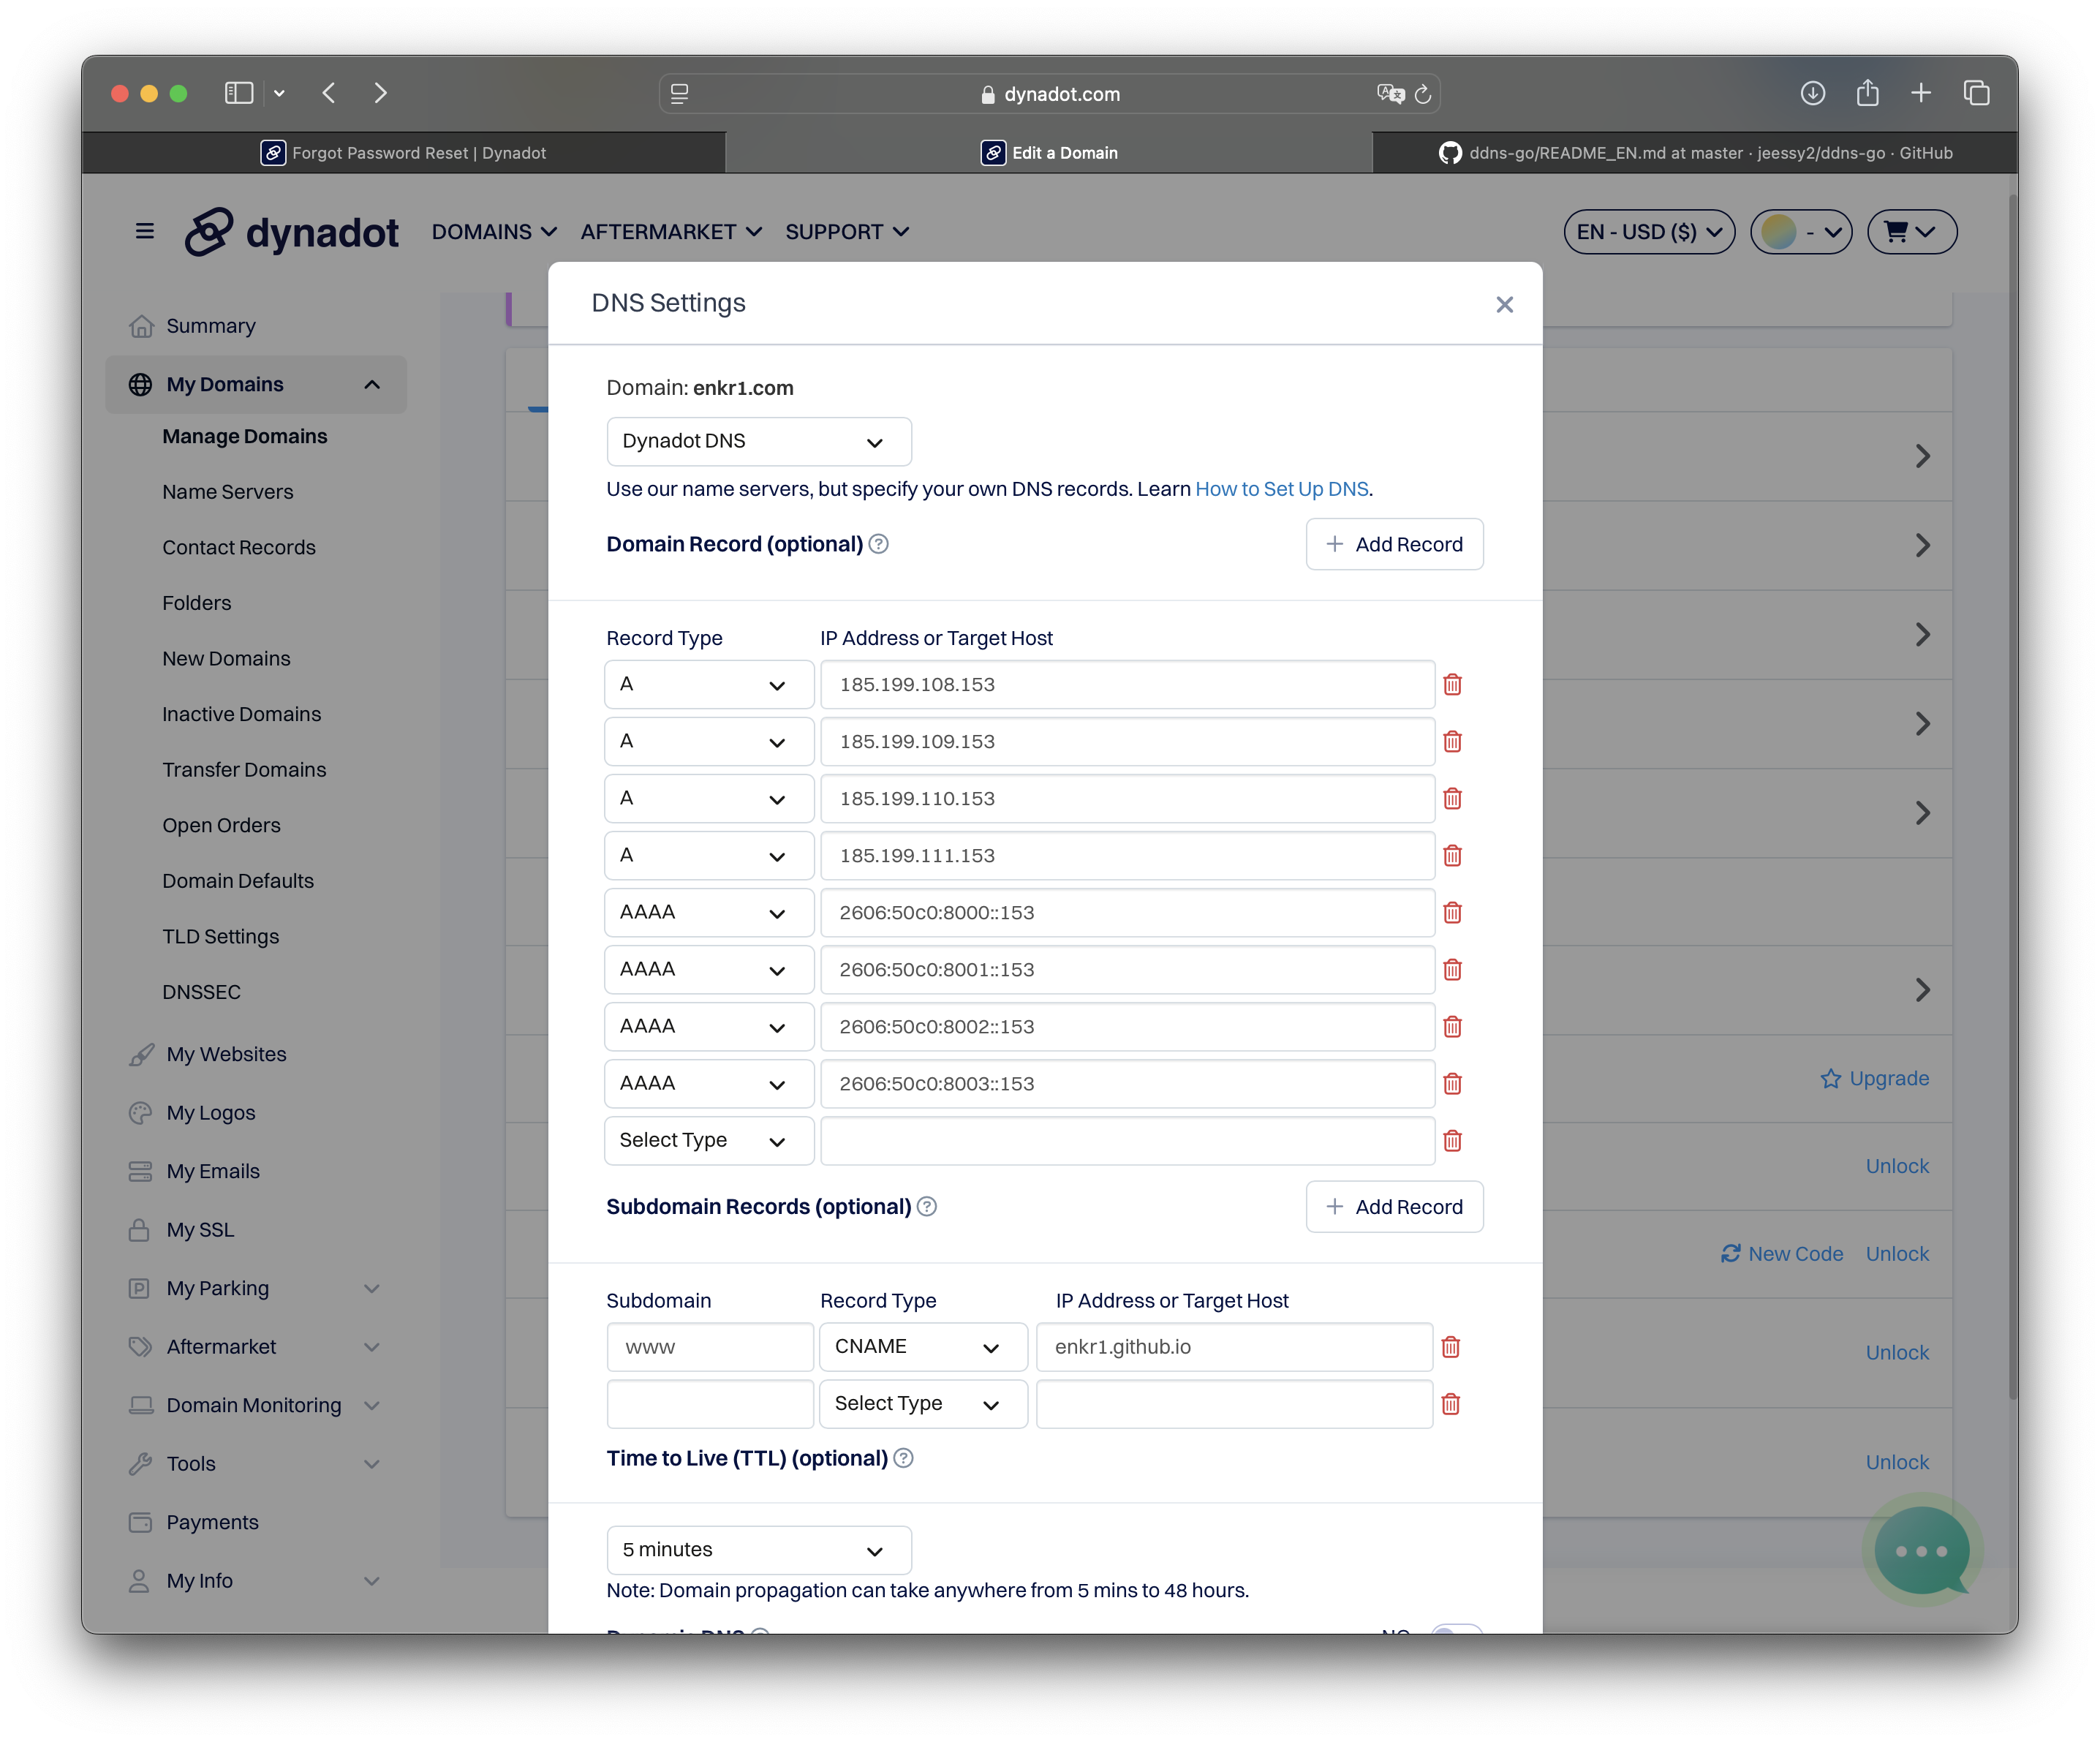 dynadot.com
Forgot Password Reset | Dynadot
Edit a Domain
ddns-go/README_EN.md at master · jeessy2/ddns-go · GitHub
dynadot
DOMAINS
AFTERMARKET
SUPPORT
EN - USD ($)
-
Summary
My Domains
Manage Domains
Name Servers
Contact Records
Folders
New Domains
Inactive Domains
Transfer Domains
Open Orders
Domain Defaults
TLD Settings
DNSSEC
My Websites
My Logos
My Emails
My SSL
My Parking
Aftermarket
Domain Monitoring
Tools
Payments
My Info
DNS Settings
Domain: enkr1.com
Dynadot DNS
Use our name servers, but specify your own DNS records. Learn How to Set Up DNS.
Domain Record (optional) ?
+ Add Record
Record Type IP Address or Target Host
A 185.199.108.153
A 185.199.109.153
A 185.199.110.153
A 185.199.111.153
AAAA 2606:50c0:8000::153
AAAA 2606:50c0:8001::153
AAAA 2606:50c0:8002::153
AAAA 2606:50c0:8003::153
Select Type
Subdomain Records (optional) ?
+ Add Record
Subdomain Record Type IP Address or Target Host
www CNAME enkr1.github.io
Select Type
Time to Live (TTL) (optional) ?
5 minutes
Note: Domain propagation can take anywhere from 5 mins to 48 hours.
Dynamic DNS
NO
Upgrade
Unlock
New Code Unlock
Unlock
Unlock